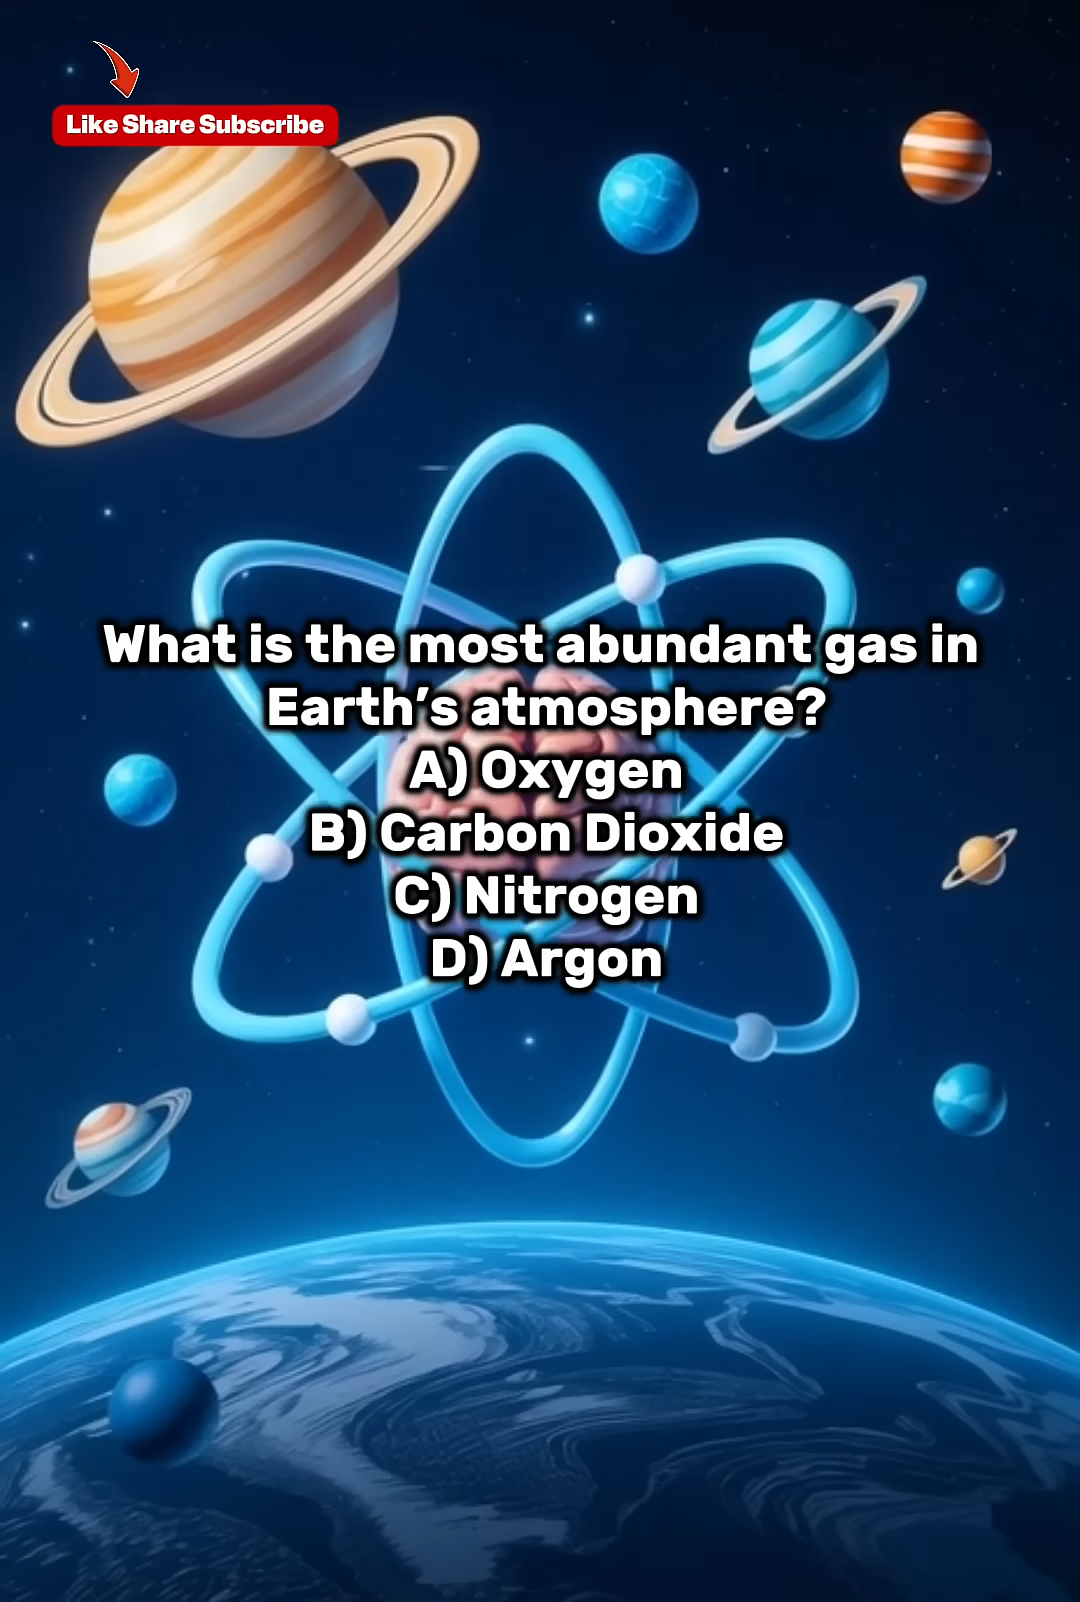 Like Share Subscribe
What is the most abundant gas in
Earth’s atmosphere?
A) Oxygen
B) Carbon Dioxide
C) Nitrogen
D) Argon